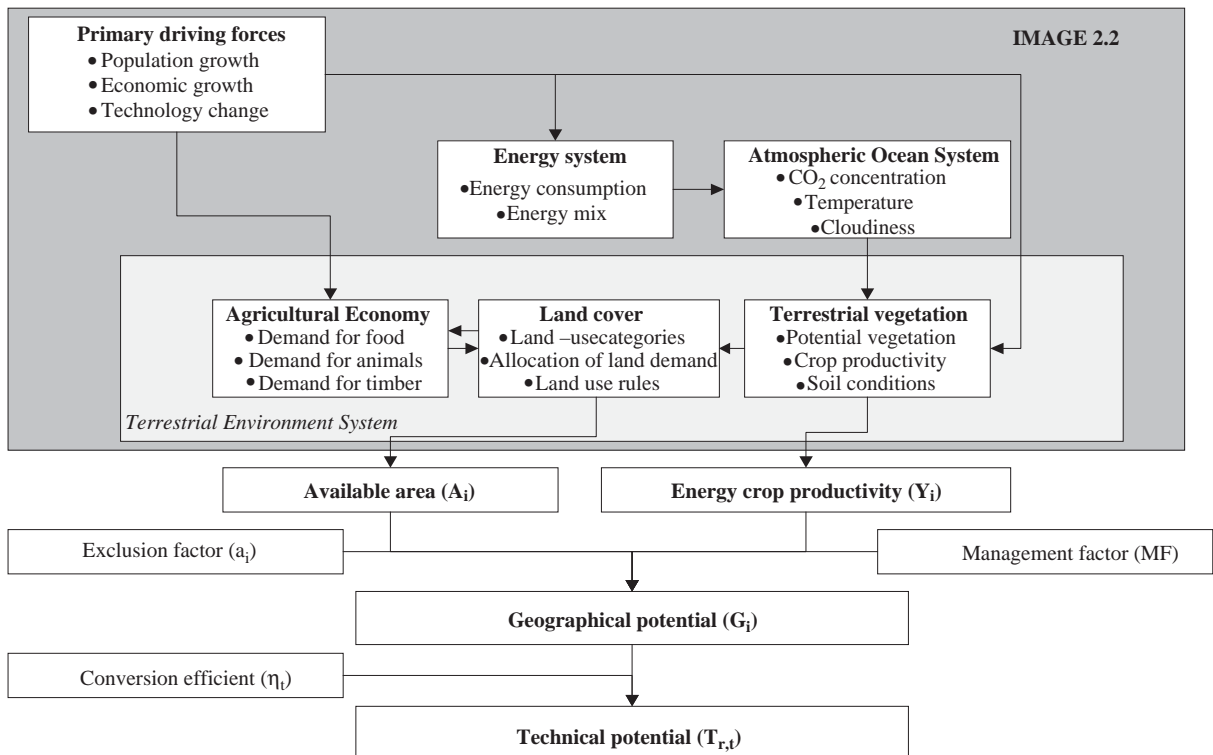 Primary driving forces
• Population growth
• Economic growth
• Technology change
IMAGE 2.2
Energy system
• Energy consumption
• Energy mix
Atmospheric Ocean System
• CO₂ concentration
• Temperature
• Cloudiness
Agricultural Economy
• Demand for food
• Demand for animals
• Demand for timber
Land cover
• Land –usecategories
• Allocation of land demand
• Land use rules
Terrestrial vegetation
• Potential vegetation
• Crop productivity
• Soil conditions
Terrestrial Environment System
Available area (Aᵢ)
Energy crop productivity (Yᵢ)
Exclusion factor (aᵢ)
Management factor (MF)
Geographical potential (Gᵢ)
Conversion efficient (ηₜ)
Technical potential (Tᵣ,ₜ)